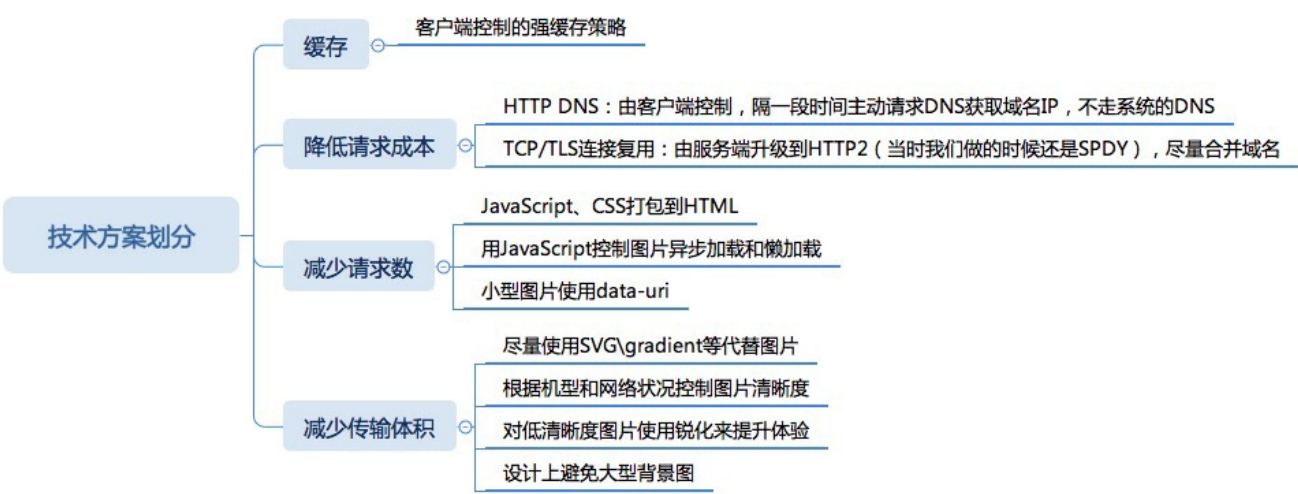 技术方案划分
缓存
客户端控制的强缓存策略
降低请求成本
HTTP DNS：由客户端控制，隔一段时间主动请求DNS获取域名IP，不走系统的DNS
TCP/TLS连接复用：由服务端升级到HTTP2（当时我们做的时候还是SPDY），尽量合并域名
减少请求数
JavaScript、CSS打包到HTML
用JavaScript控制图片异步加载和懒加载
小型图片使用data-uri
减少传输体积
尽量使用SVG\gradient等代替图片
根据机型和网络状况控制图片清晰度
对低清晰度图片使用锐化来提升体验
设计上避免大型背景图